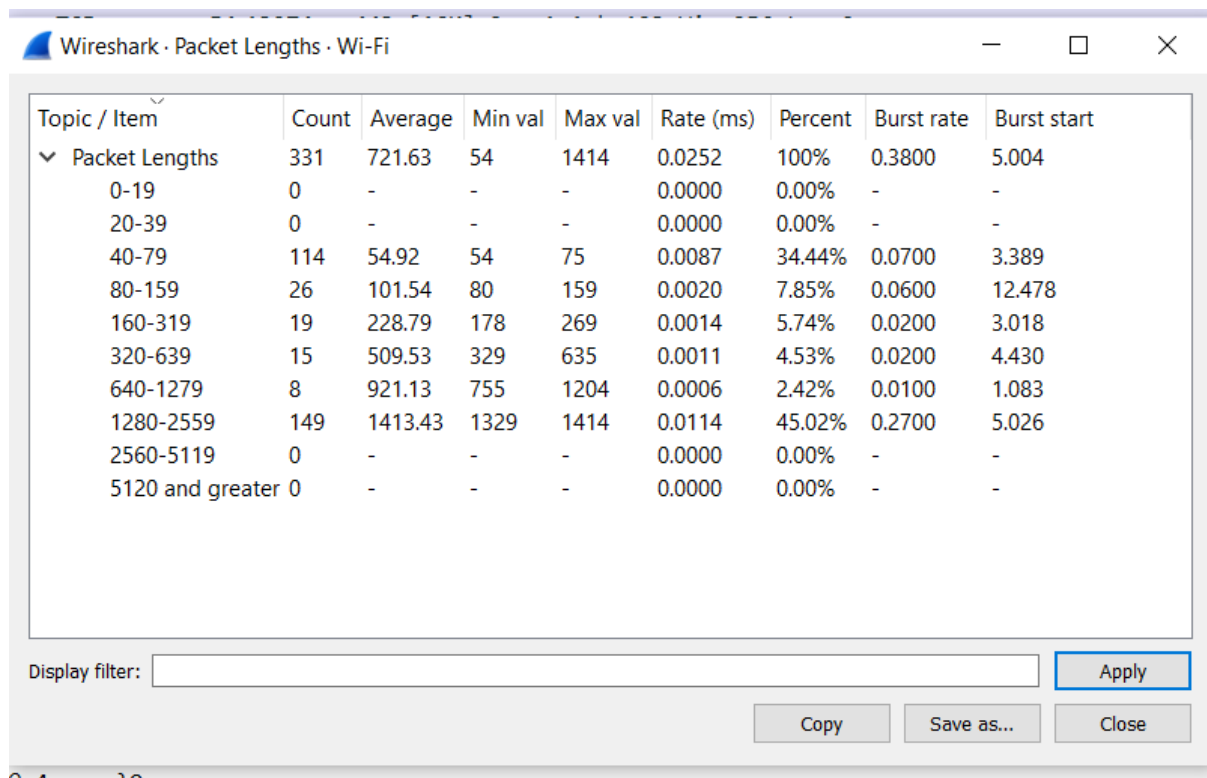 Wireshark · Packet Lengths · Wi-Fi
Topic / Item Count Average Min val Max val Rate (ms) Percent Burst rate Burst start
Packet Lengths 331 721.63 54 1414 0.0252 100% 0.3800 5.004
0-19 0 - - - 0.0000 0.00% - -
20-39 0 - - - 0.0000 0.00% - -
40-79 114 54.92 54 75 0.0087 34.44% 0.0700 3.389
80-159 26 101.54 80 159 0.0020 7.85% 0.0600 12.478
160-319 19 228.79 178 269 0.0014 5.74% 0.0200 3.018
320-639 15 509.53 329 635 0.0011 4.53% 0.0200 4.430
640-1279 8 921.13 755 1204 0.0006 2.42% 0.0100 1.083
1280-2559 149 1413.43 1329 1414 0.0114 45.02% 0.2700 5.026
2560-5119 0 - - - 0.0000 0.00% - -
5120 and greater 0 - - - 0.0000 0.00% - -
Display filter: Apply
Copy Save as... Close